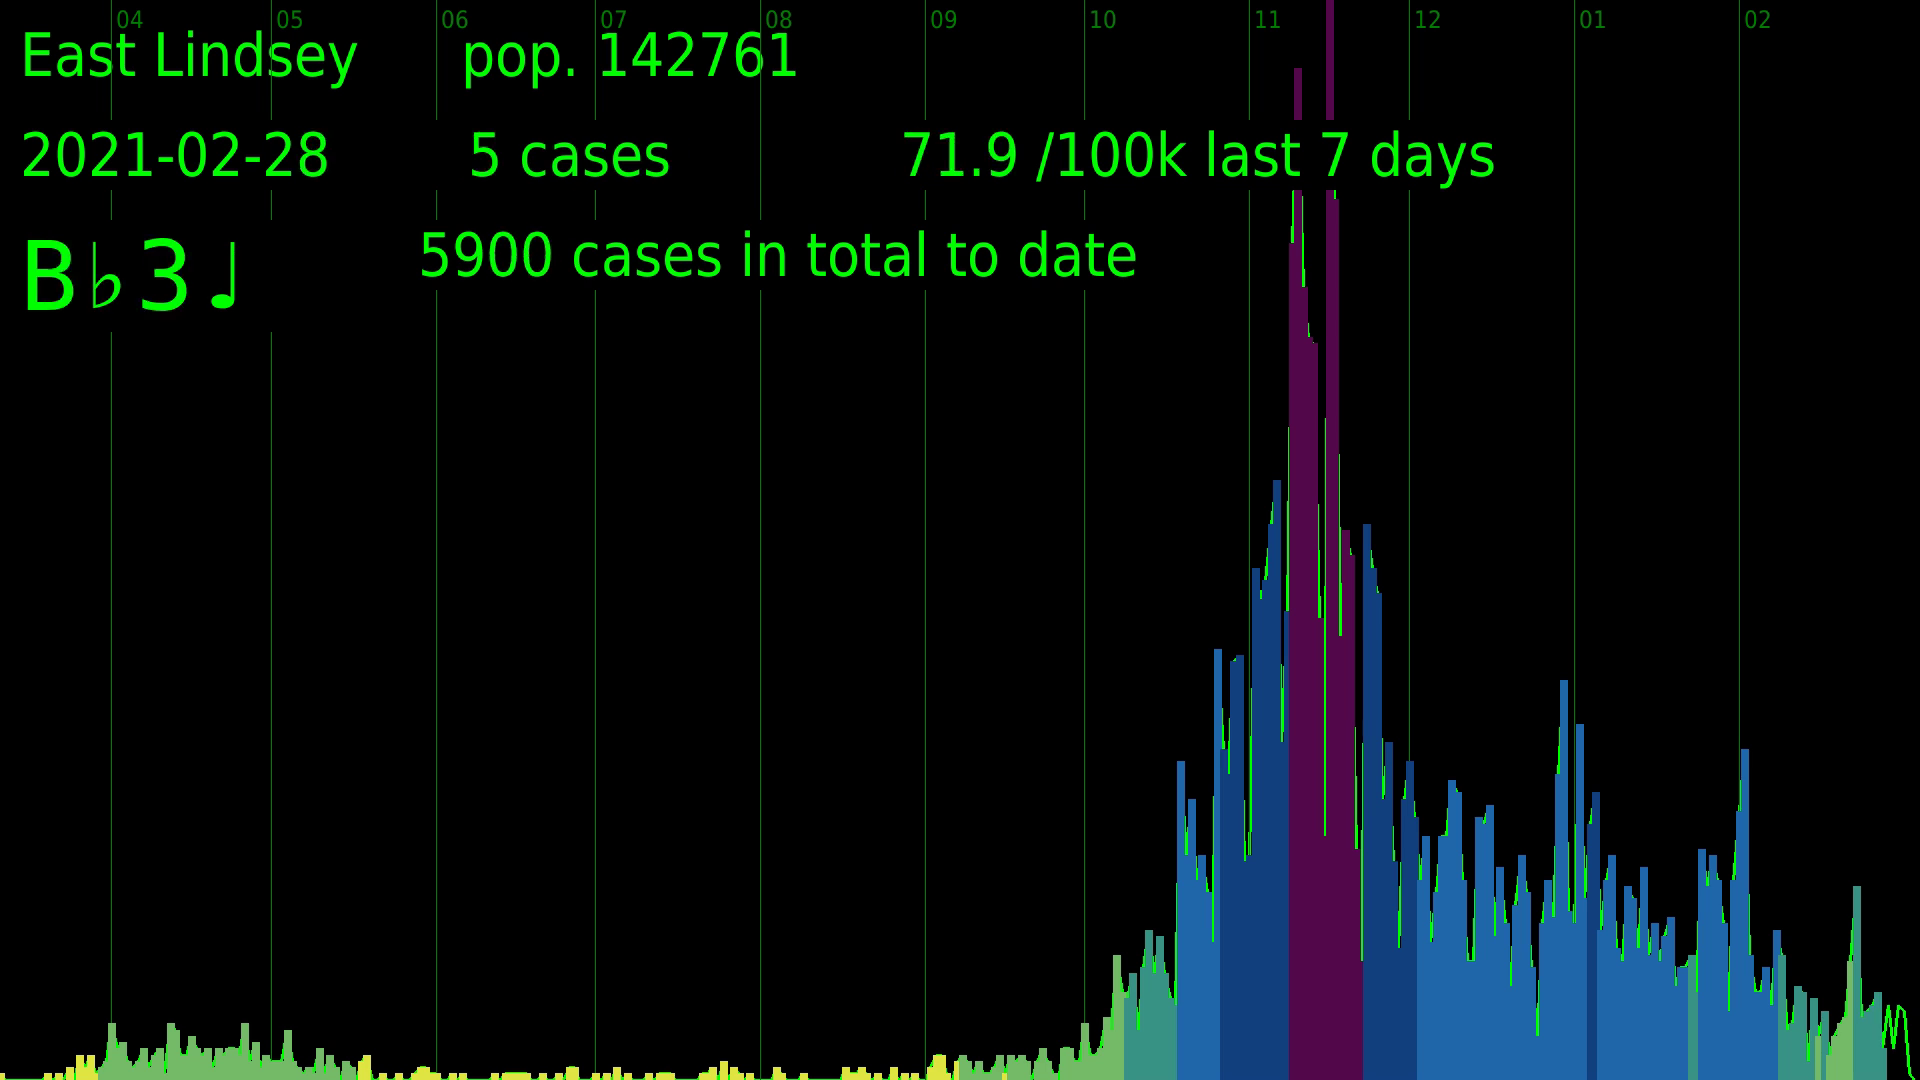 04 05 06 07 08 09 10 11 12 01 02
East Lindsey pop. 142761
2021-02-28 5 cases 71.9 /100k last 7 days
B♭3♩ 5900 cases in total to date